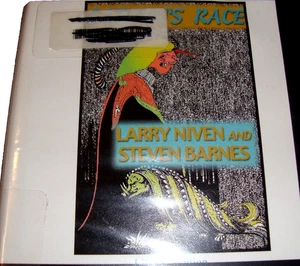 'S RACE
LARRY NIVEN AND
STEVEN BARNES